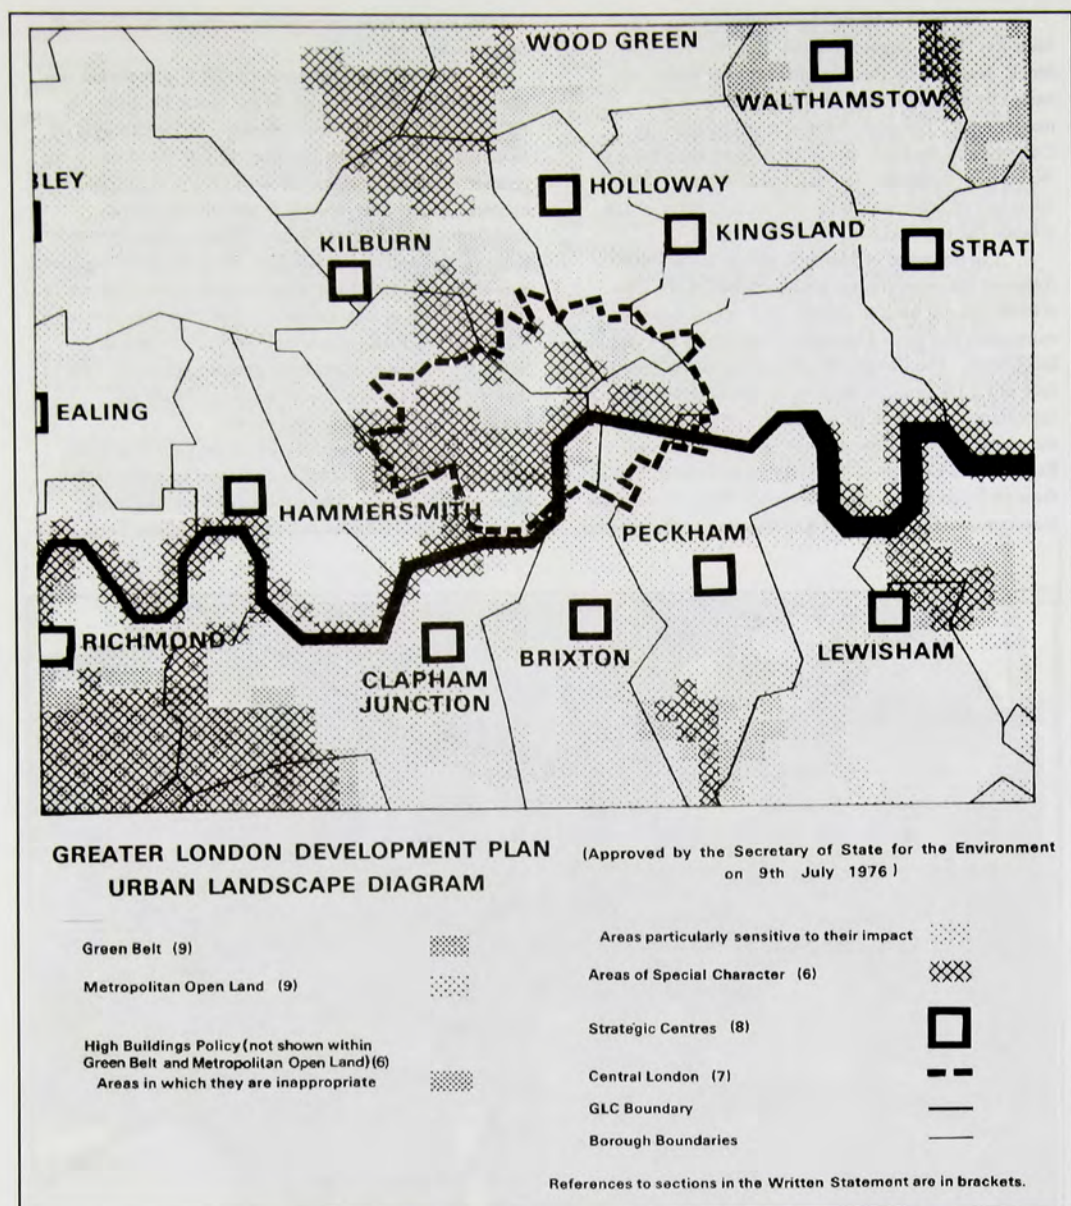 WOOD GREEN
WALTHAMSTOW
BLEY
HOLLOWAY
KINGSLAND
KILBURN
STRAT
EALING
HAMMERSMITH
PECKHAM
RICHMOND
CLAPHAM
JUNCTION
BRIXTON
LEWISHAM
GREATER LONDON DEVELOPMENT PLAN
URBAN LANDSCAPE DIAGRAM
(Approved by the Secretary of State for the Environment
on 9th July 1976)
Green Belt (9)
Metropolitan Open Land (9)
High Buildings Policy (not shown within
Green Belt and Metropolitan Open Land)(6)
Areas in which they are inappropriate
Areas particularly sensitive to their impact
Areas of Special Character (6)
Strategic Centres (8)
Central London (7)
GLC Boundary
Borough Boundaries
References to sections in the Written Statement are in brackets.